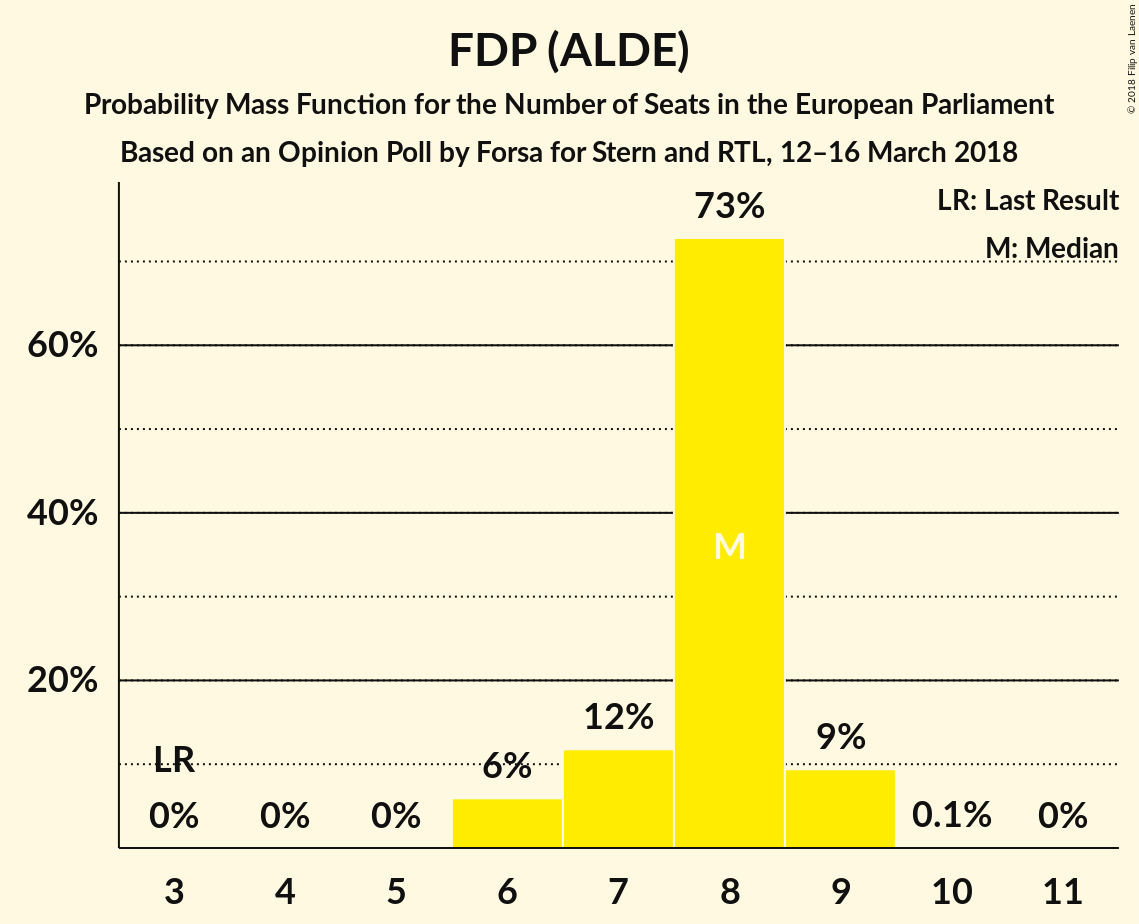 FDP (ALDE)
Probability Mass Function for the Number of Seats in the European Parliament
Based on an Opinion Poll by Forsa for Stern and RTL, 12–16 March 2018
© 2018 Filip van Laenen
LR: Last Result
M: Median
73%
60%
40%
M
20%
12%
9%
LR
6%
0%
0%
0%
0.1%
0%
3
4
5
6
7
8
9
10
11